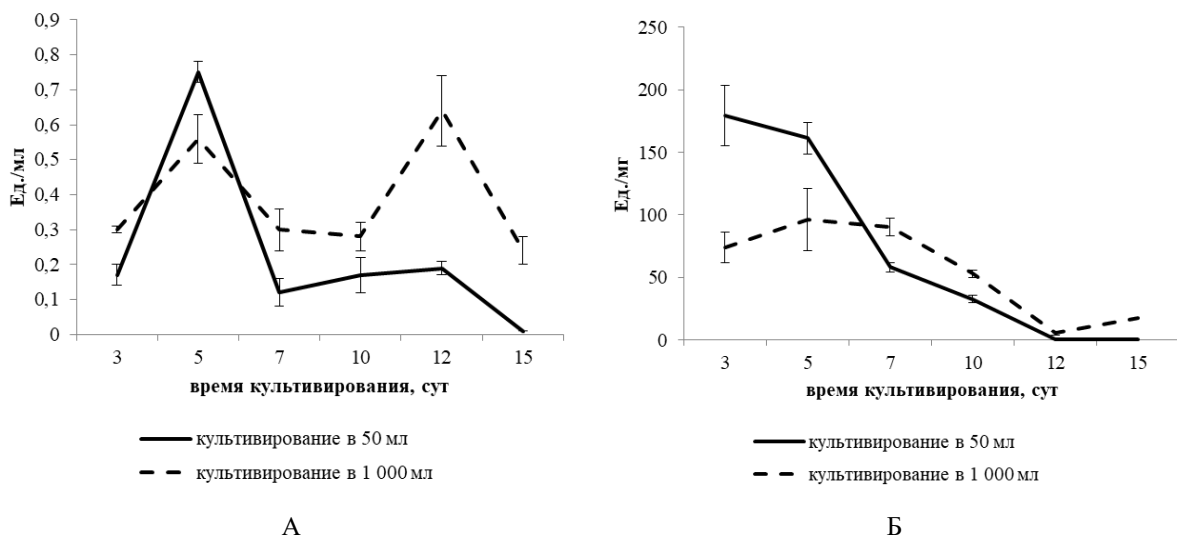 0,9
0,8
0,7
0,6
0,5
0,4
0,3
0,2
0,1
0
Ед./мл
3 5 7 10 12 15
время культивирования, сут
культивирование в 50 мл
культивирование в 1 000 мл
А
250
200
150
100
50
0
Ед./мг
3 5 7 10 12 15
время культивирования, сут
культивирование в 50 мл
культивирование в 1 000 мл
Б